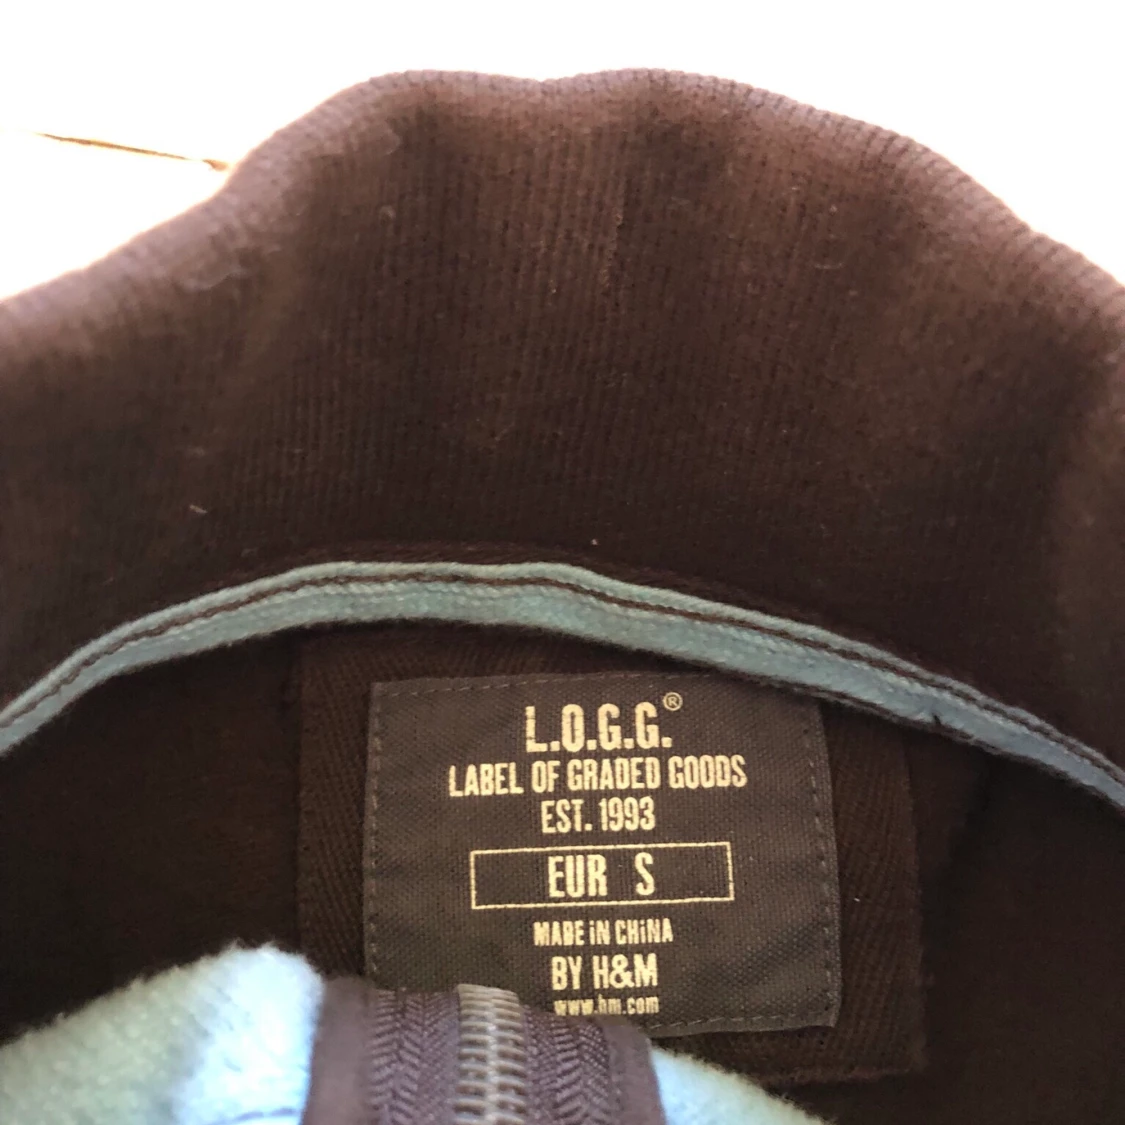 L.O.G.G.®
LABEL OF GRADED GOODS
EST. 1993
EUR S
MADE iN CHiNA
BY H&M
www.hm.com